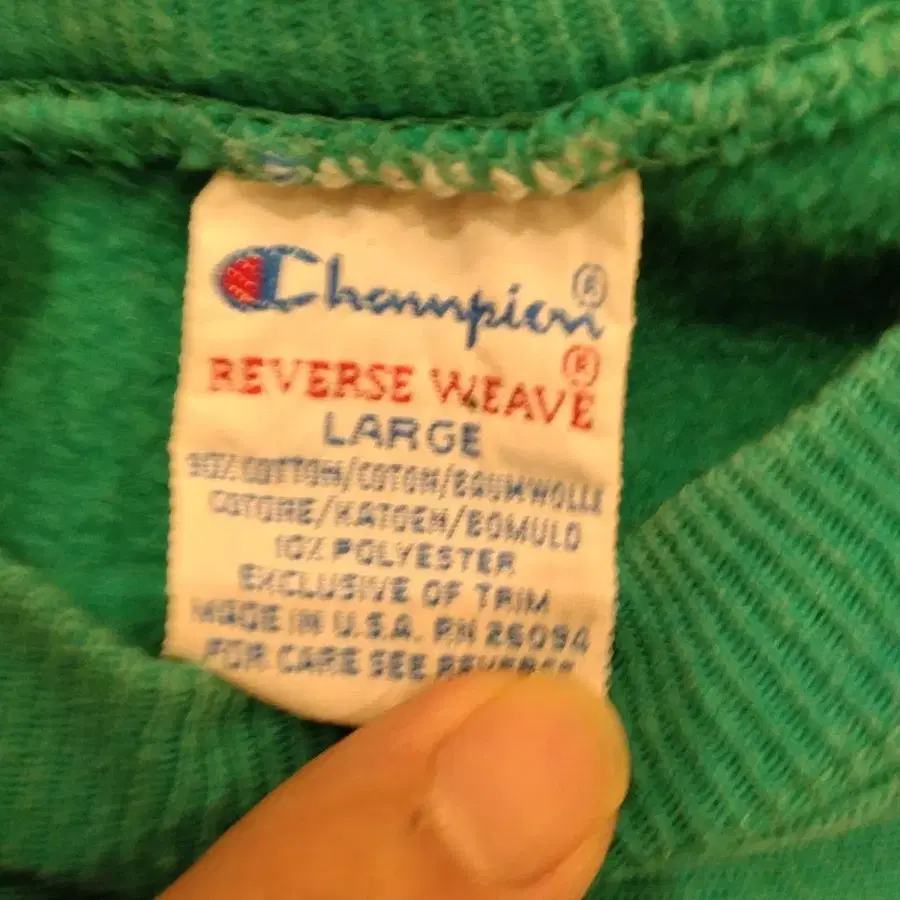 Champion®
REVERSE WEAVE®
LARGE
90% COTTON/COTON/BAUMWOLLE
COTONE/KATOEN/BOMULD
10% POLYESTER
EXCLUSIVE OF TRIM
MADE IN U.S.A. RN 26094
FOR CARE SEE REVERSE